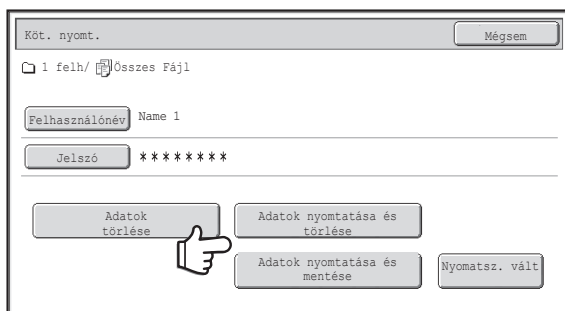 Köt. nyomt.
Mégsem
1 felh/ Összes Fájl
Felhasználónév Name 1
Jelszó ********
Adatok
törlése
Adatok nyomtatása és
törlése
Adatok nyomtatása és
mentése
Nyomatsz. vált